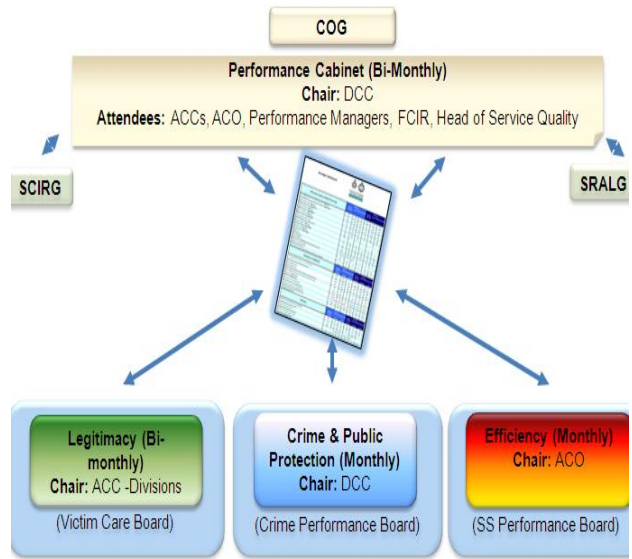 COG
Performance Cabinet (Bi-Monthly)
Chair: DCC
Attendees: ACCs, ACO, Performance Managers, FCIR, Head of Service Quality
SCIRG
SRALG
Legitimacy (Bi-
monthly)
Chair: ACC -Divisions
(Victim Care Board)
Crime & Public
Protection (Monthly)
Chair: DCC
(Crime Performance Board)
Efficiency (Monthly)
Chair: ACO
(SS Performance Board)